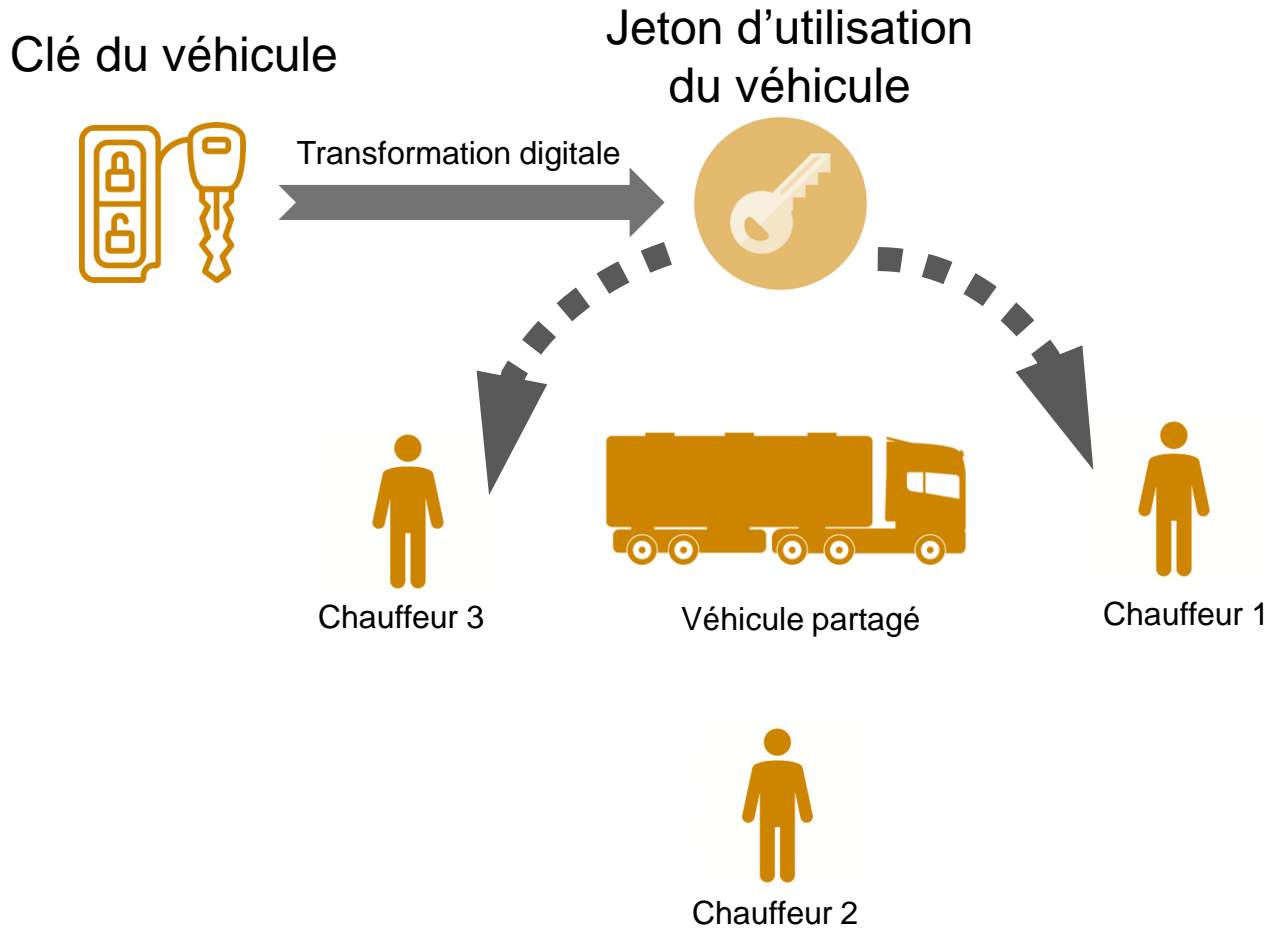 Clé du véhicule
Jeton d’utilisation
du véhicule
Transformation digitale
Chauffeur 3
Véhicule partagé
Chauffeur 1
Chauffeur 2